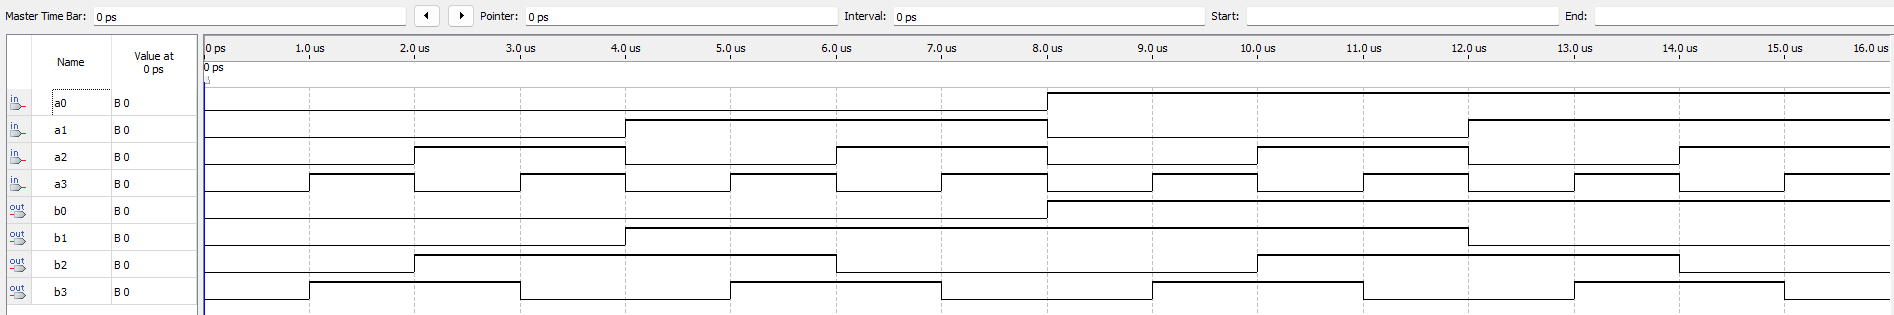 Master Time Bar: 0 ps Pointer: 0 ps Interval: 0 ps Start: End:
Name Value at 0 ps
0 ps 1.0 us 2.0 us 3.0 us 4.0 us 5.0 us 6.0 us 7.0 us 8.0 us 9.0 us 10.0 us 11.0 us 12.0 us 13.0 us 14.0 us 15.0 us 16.0 us
0 ps
in a0 B 0
in a1 B 0
in a2 B 0
in a3 B 0
out b0 B 0
out b1 B 0
out b2 B 0
out b3 B 0